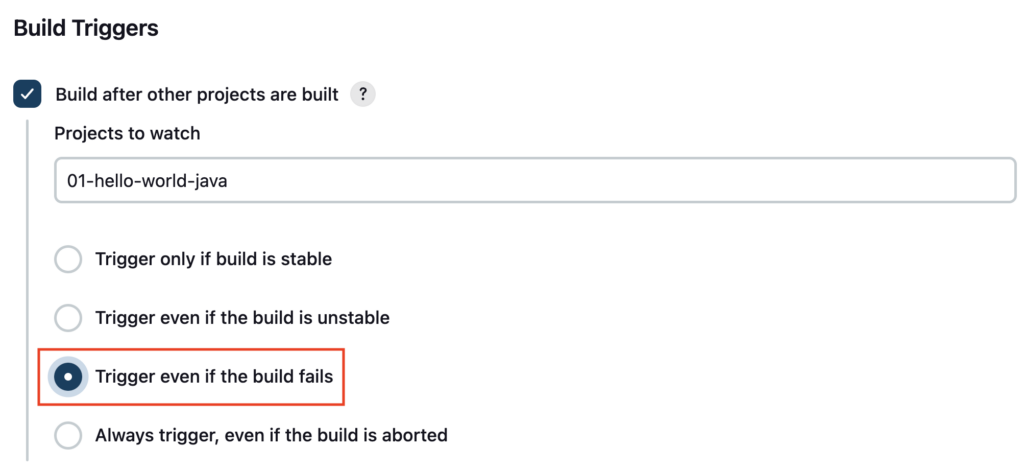 Build Triggers
Build after other projects are built ?
Projects to watch
01-hello-world-java
Trigger only if build is stable
Trigger even if the build is unstable
Trigger even if the build fails
Always trigger, even if the build is aborted